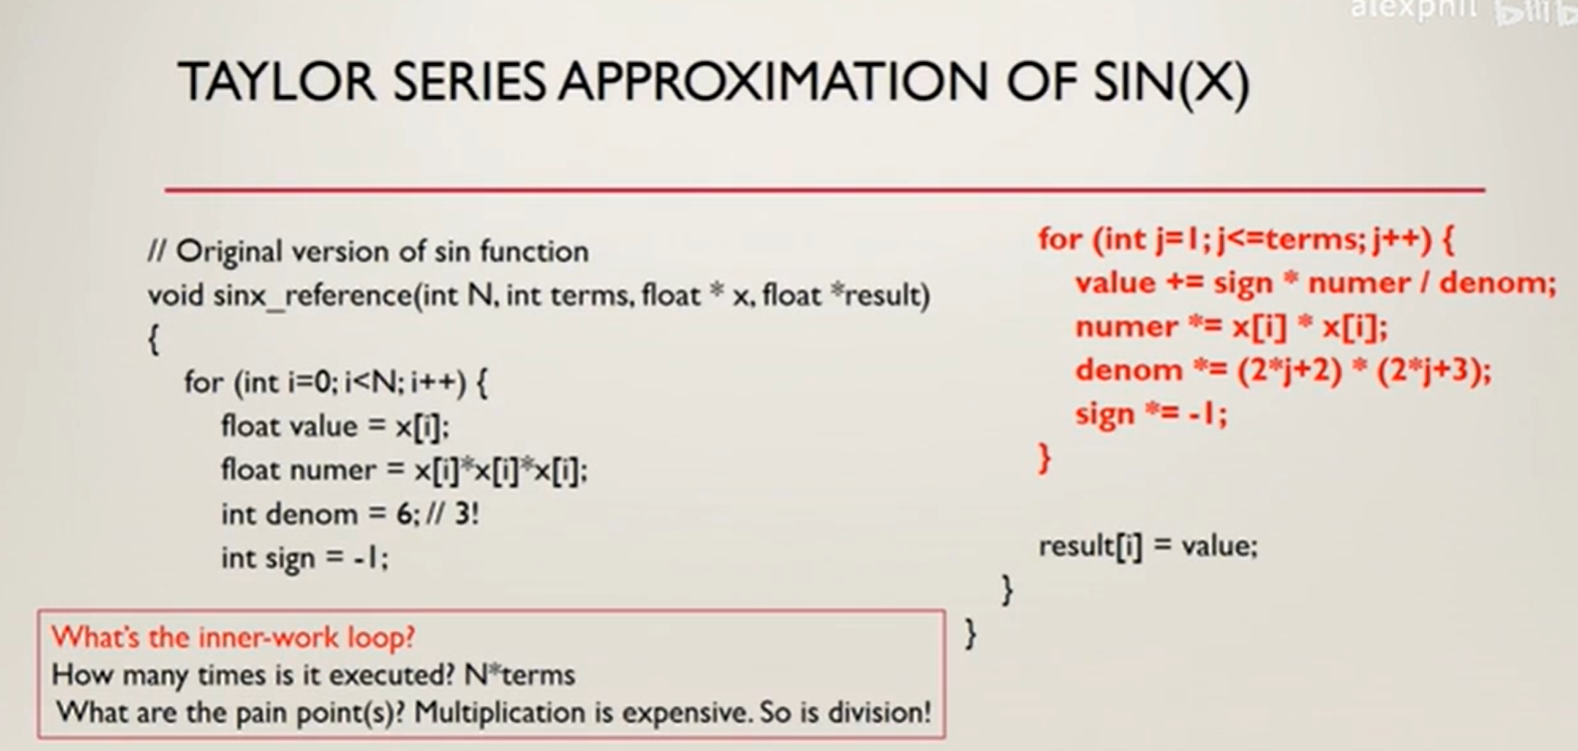 alexphil bilib
TAYLOR SERIES APPROXIMATION OF SIN(X)
// Original version of sin function
void sinx_reference(int N, int terms, float * x, float *result)
{
for (int i=0; i<N; i++) {
float value = x[i];
float numer = x[i]*x[i]*x[i];
int denom = 6; // 3!
int sign = -1;
for (int j=1; j<=terms; j++) {
value += sign * numer / denom;
numer *= x[i] * x[i];
denom *= (2*j+2) * (2*j+3);
sign *= -1;
}
result[i] = value;
}
}
What's the inner-work loop?
How many times is it executed? N*terms
What are the pain point(s)? Multiplication is expensive. So is division!